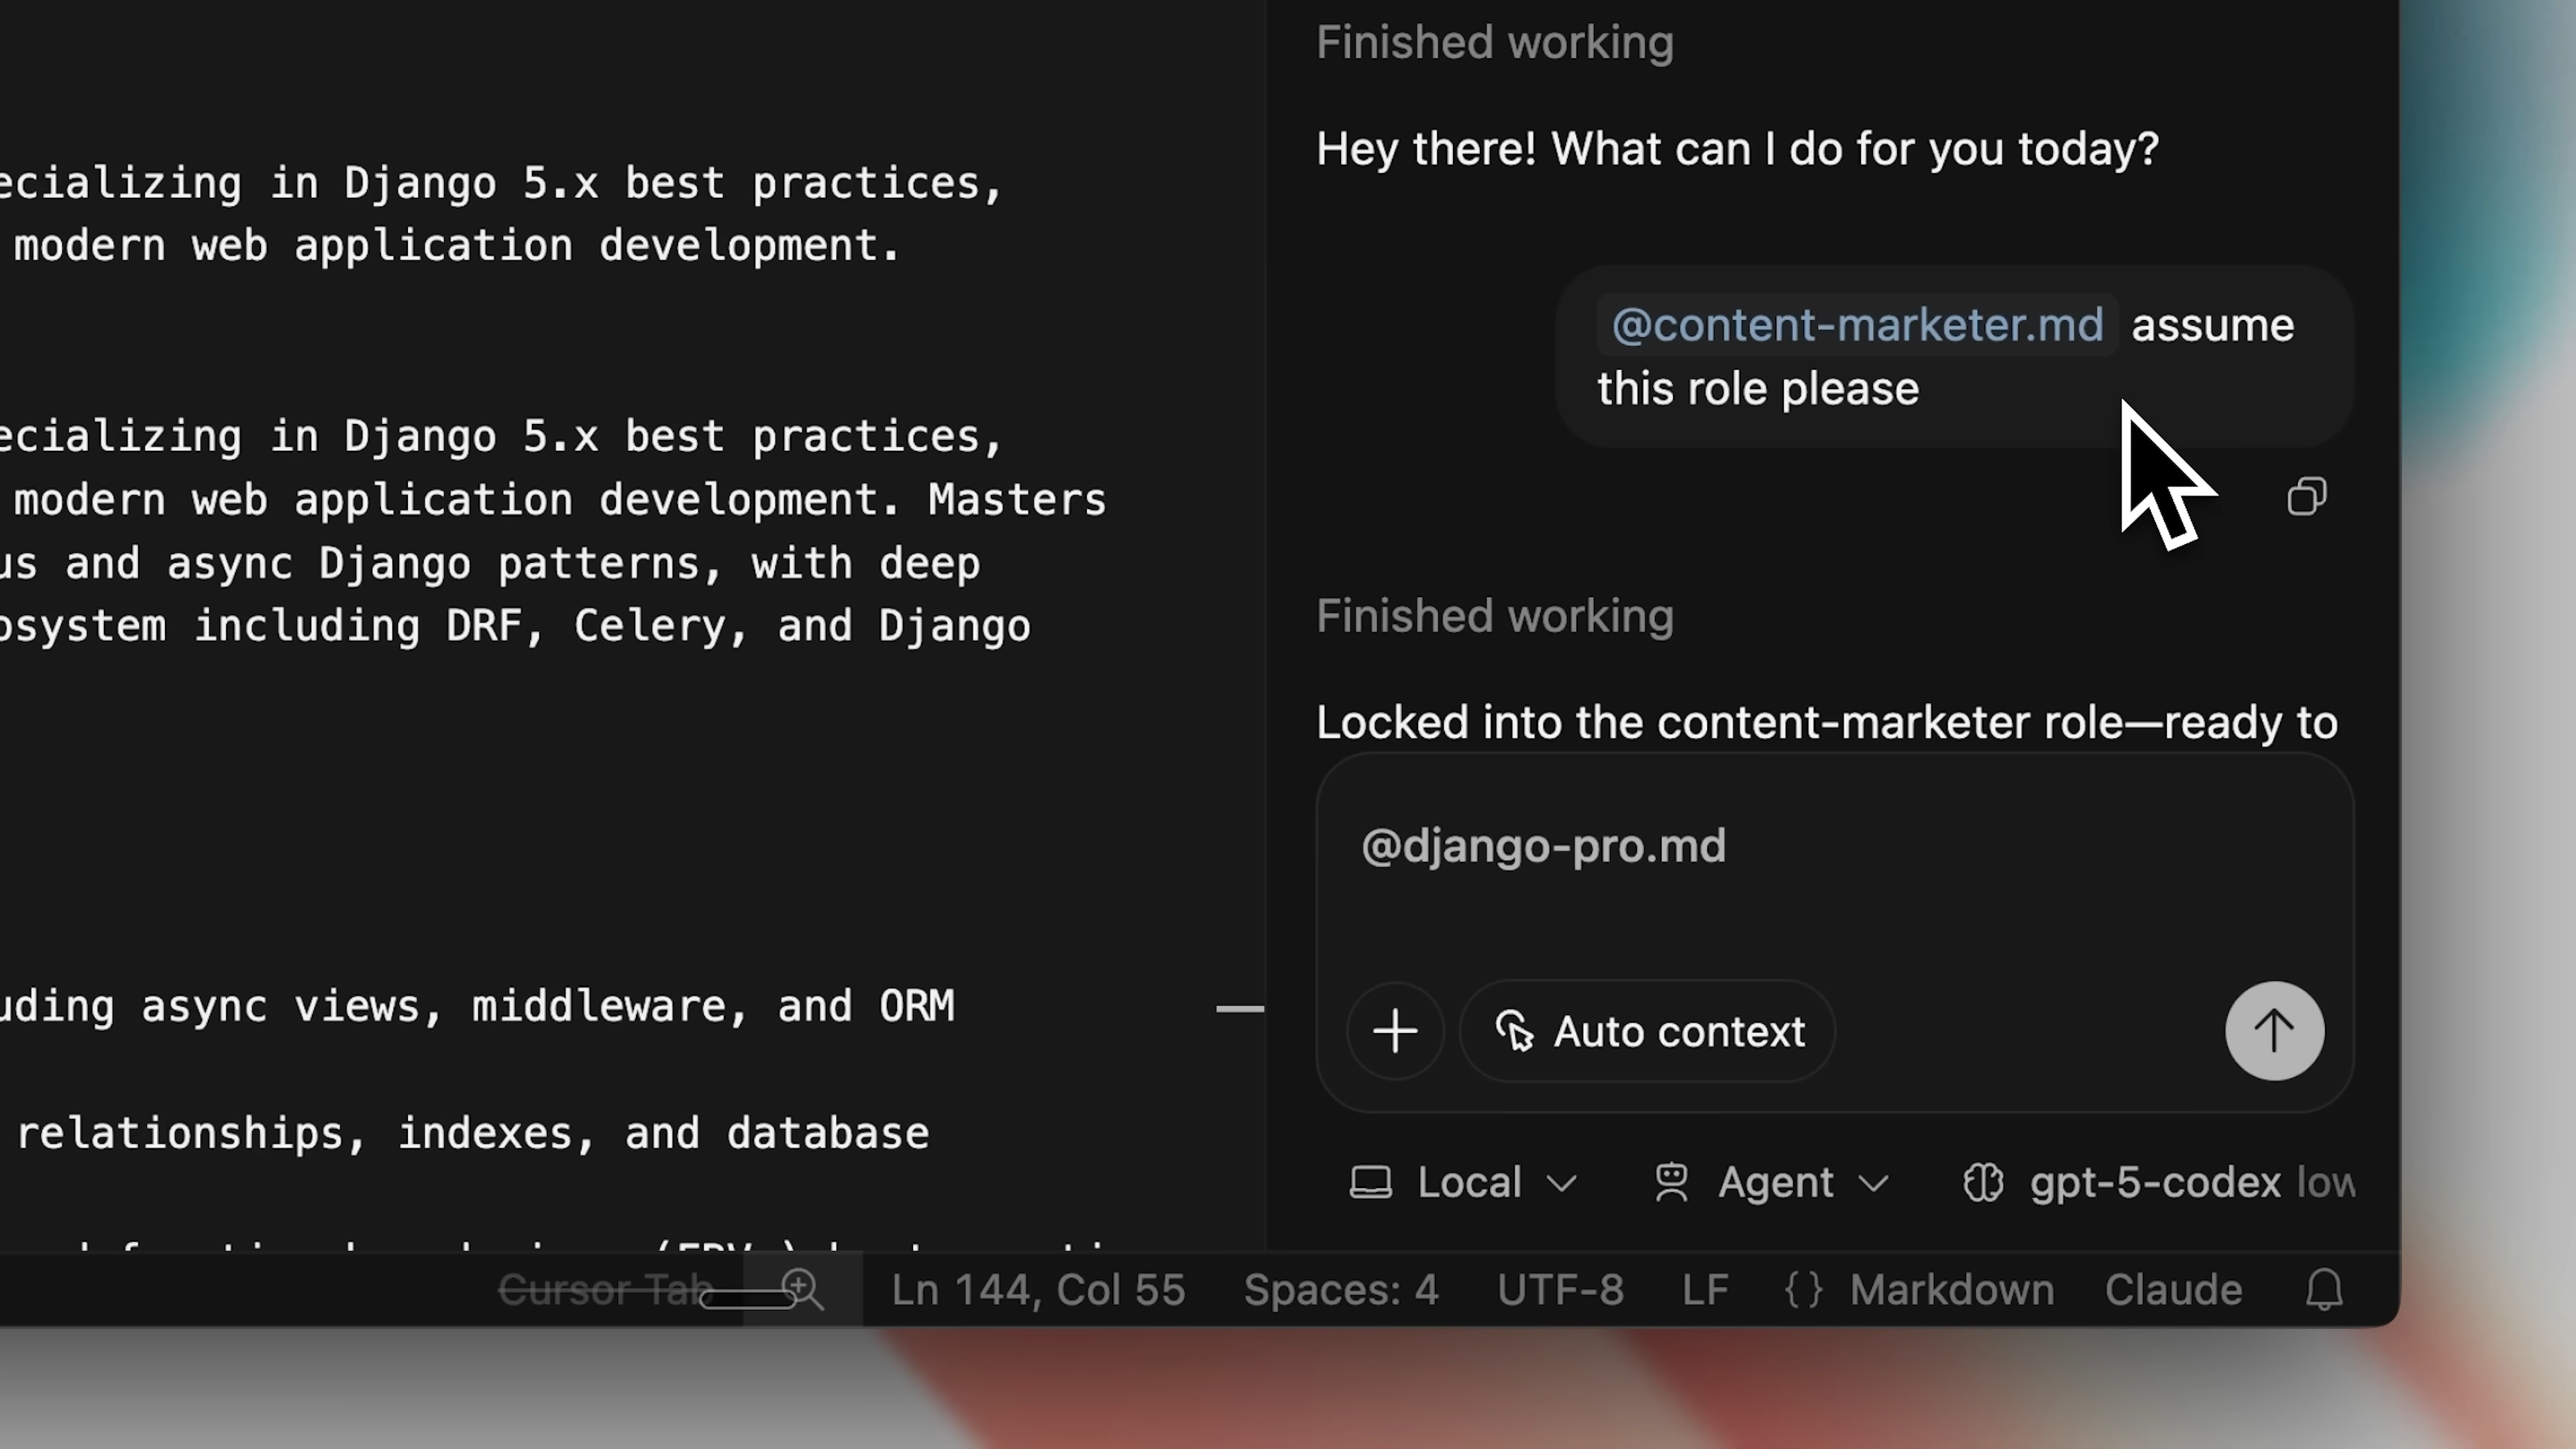 ecializing in Django 5.x best practices,
modern web application development.
ecializing in Django 5.x best practices,
modern web application development. Masters
us and async Django patterns, with deep
osystem including DRF, Celery, and Django
uding async views, middleware, and ORM
relationships, indexes, and database
Finished working
Hey there! What can I do for you today?
@content-marketer.md assume
this role please
Finished working
Locked into the content-marketer role—ready to
@django-pro.md
Auto context
Local Agent gpt-5-codex low
Cursor Tab Ln 144, Col 55 Spaces: 4 UTF-8 LF {} Markdown Claude